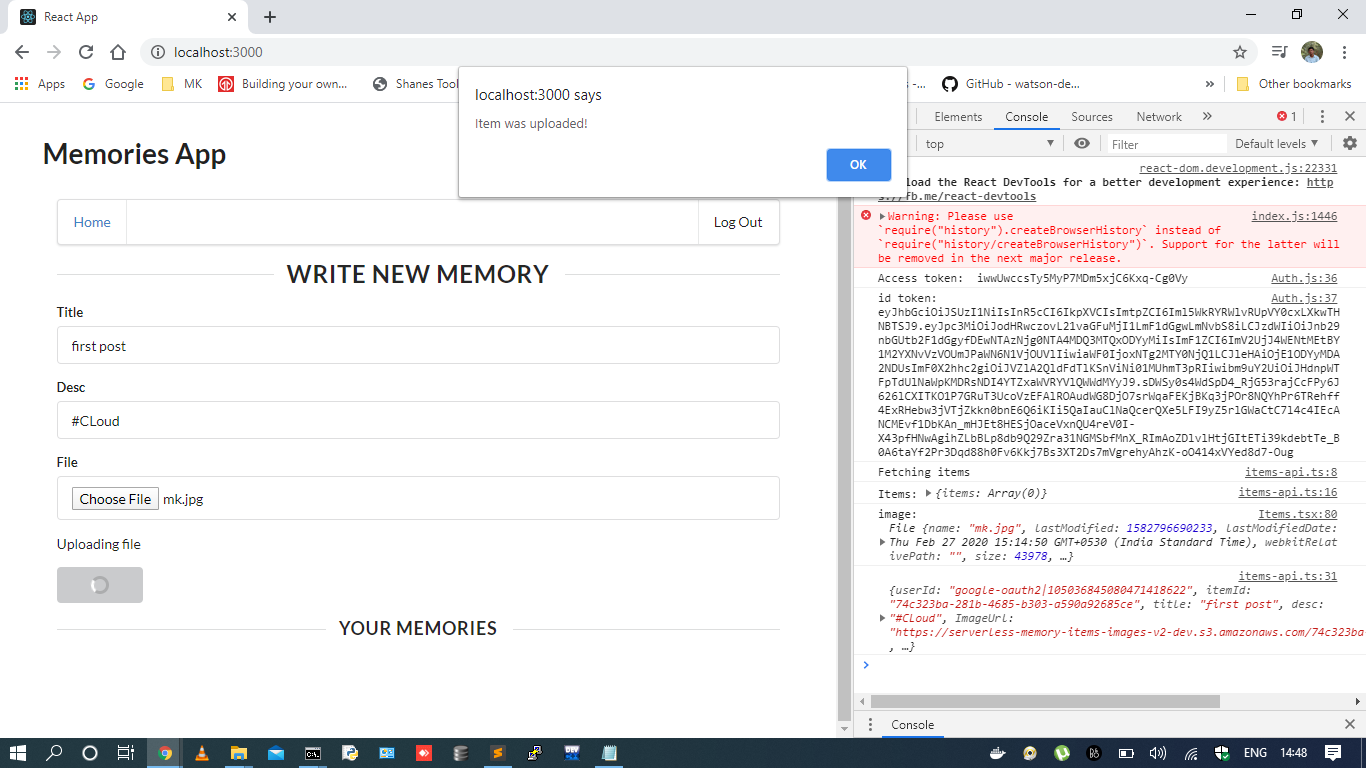 React App
localhost:3000
Apps
Google
MK
Building your own...
Shanes Tool
s -...
GitHub - watson-de...
Other bookmarks
localhost:3000 says
Item was uploaded!
OK
Memories App
Home
Log Out
WRITE NEW MEMORY
Title
first post
Desc
#CLoud
File
Choose File mk.jpg
Uploading file
YOUR MEMORIES
Elements Console Sources Network » 1
top Filter Default levels ▼
react-dom.development.js:22331
load the React DevTools for a better development experience: http
s://fb.me/react-devtools
Warning: Please use index.js:1446
`require("history").createBrowserHistory` instead of
`require("history/createBrowserHistory")`. Support for the latter will
be removed in the next major release.
Access token: iwwUwccsTy5MyP7MDm5xjC6Kxq-Cg0Vy Auth.js:36
id token: Auth.js:37
Fetching items items-api.ts:8
Items: ▶ {items: Array(0)} items-api.ts:16
image: Items.tsx:80
File {name: "mk.jpg", lastModified: 1582796690233, lastModifiedDate:
Thu Feb 27 2020 15:14:50 GMT+0530 (India Standard Time), webkitRelat
ivePath: "", size: 43978, …}
items-api.ts:31
{userId: "google-oauth2|105036845080471418622", itemId:
"74c323ba-281b-4685-b303-a590a92685ce", title: "first post", desc:
"#CLoud", ImageUrl:
"https://serverless-memory-items-images-v2-dev.s3.amazonaws.com/74c323ba
, …}
Console
ENG 14:48